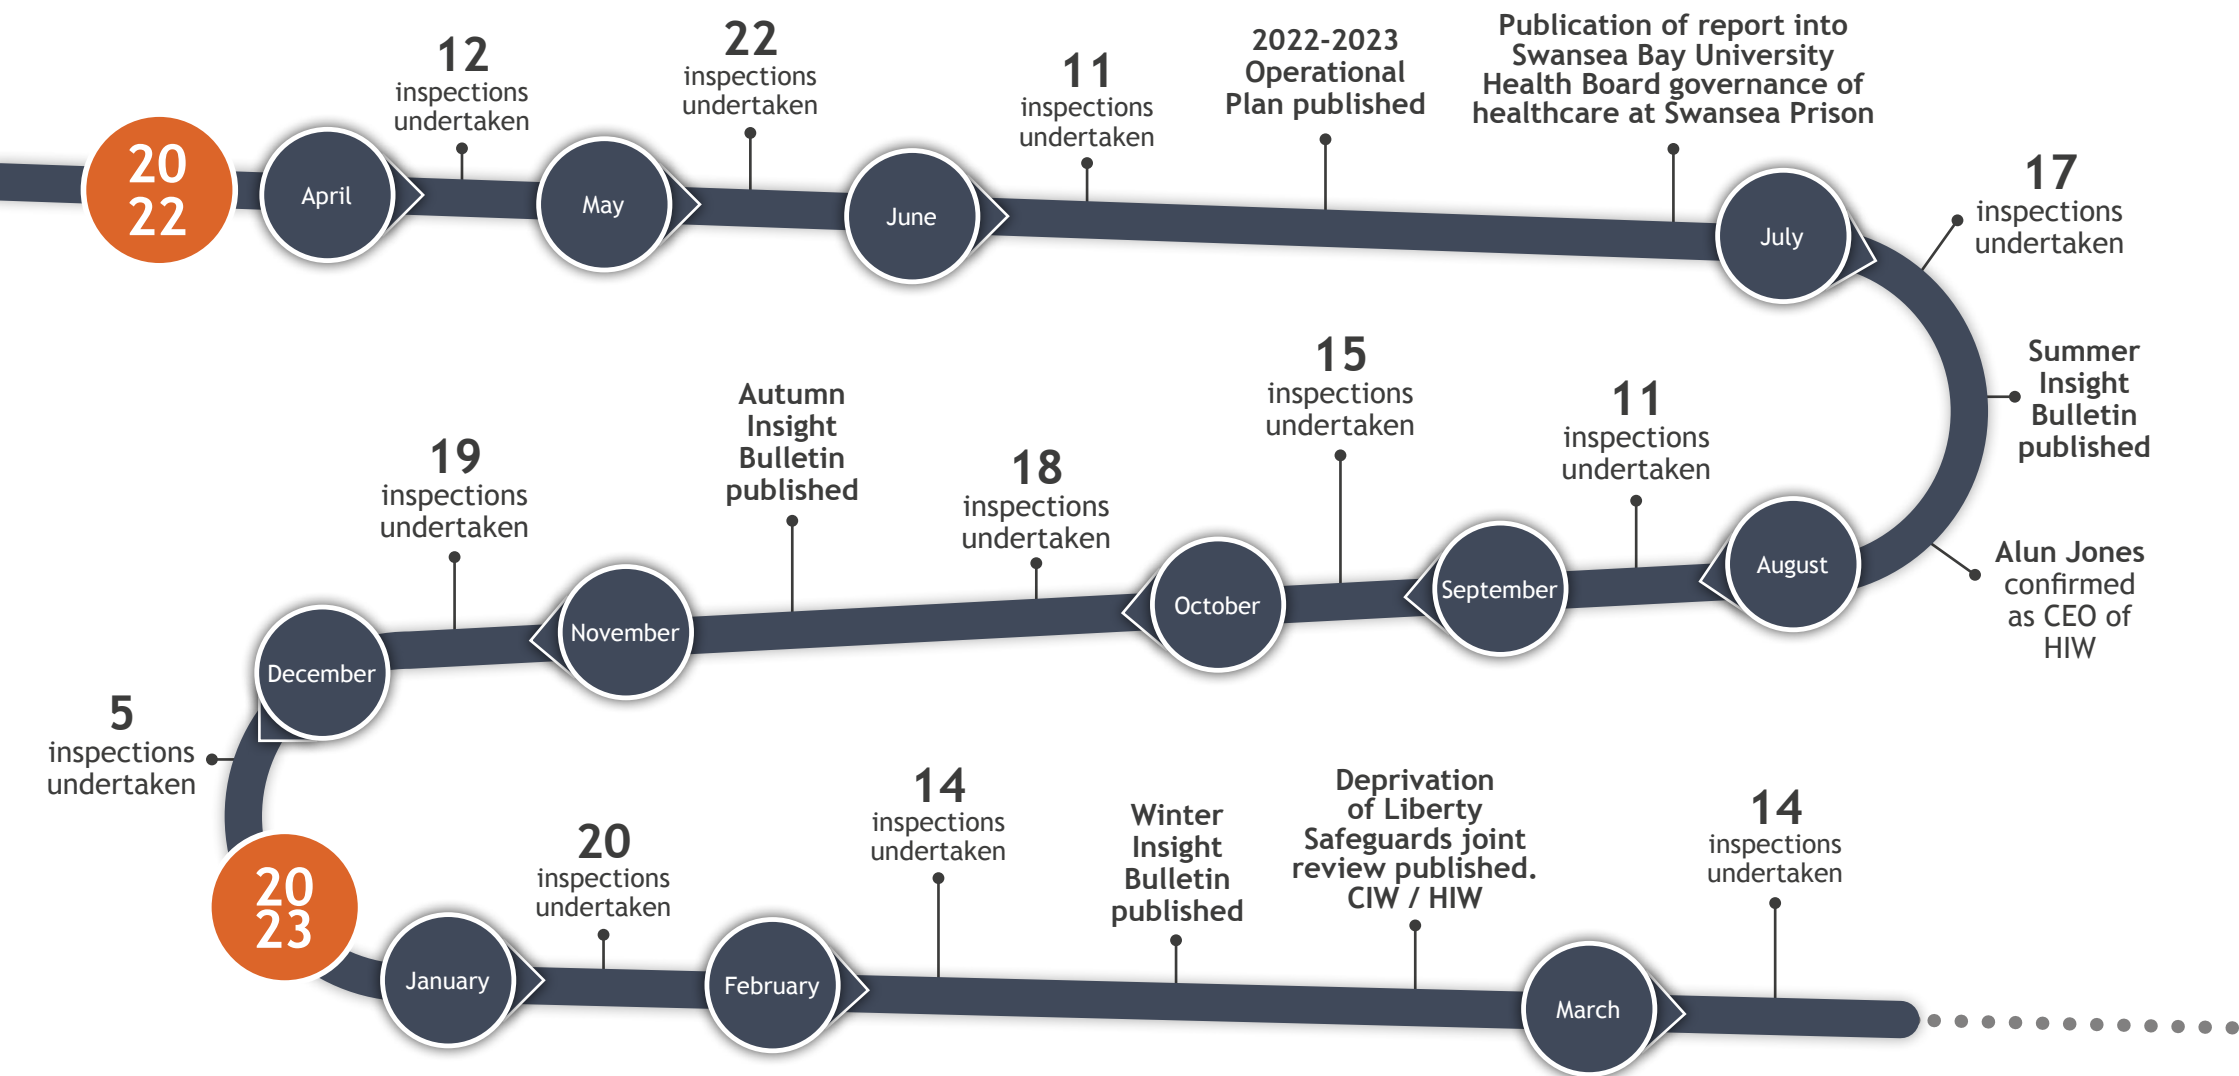 20
22
April
12
inspections
undertaken
May
22
inspections
undertaken
June
11
inspections
undertaken
2022-2023
Operational
Plan published
Publication of report into
Swansea Bay University
Health Board governance of
healthcare at Swansea Prison
July
17
inspections
undertaken
Summer
Insight
Bulletin
published
Alun Jones
confirmed
as CEO of
HIW
August
11
inspections
undertaken
September
15
inspections
undertaken
October
18
inspections
undertaken
Autumn
Insight
Bulletin
published
November
19
inspections
undertaken
December
5
inspections
undertaken
20
23
January
20
inspections
undertaken
February
14
inspections
undertaken
Winter
Insight
Bulletin
published
Deprivation
of Liberty
Safeguards joint
review published.
CIW / HIW
March
14
inspections
undertaken